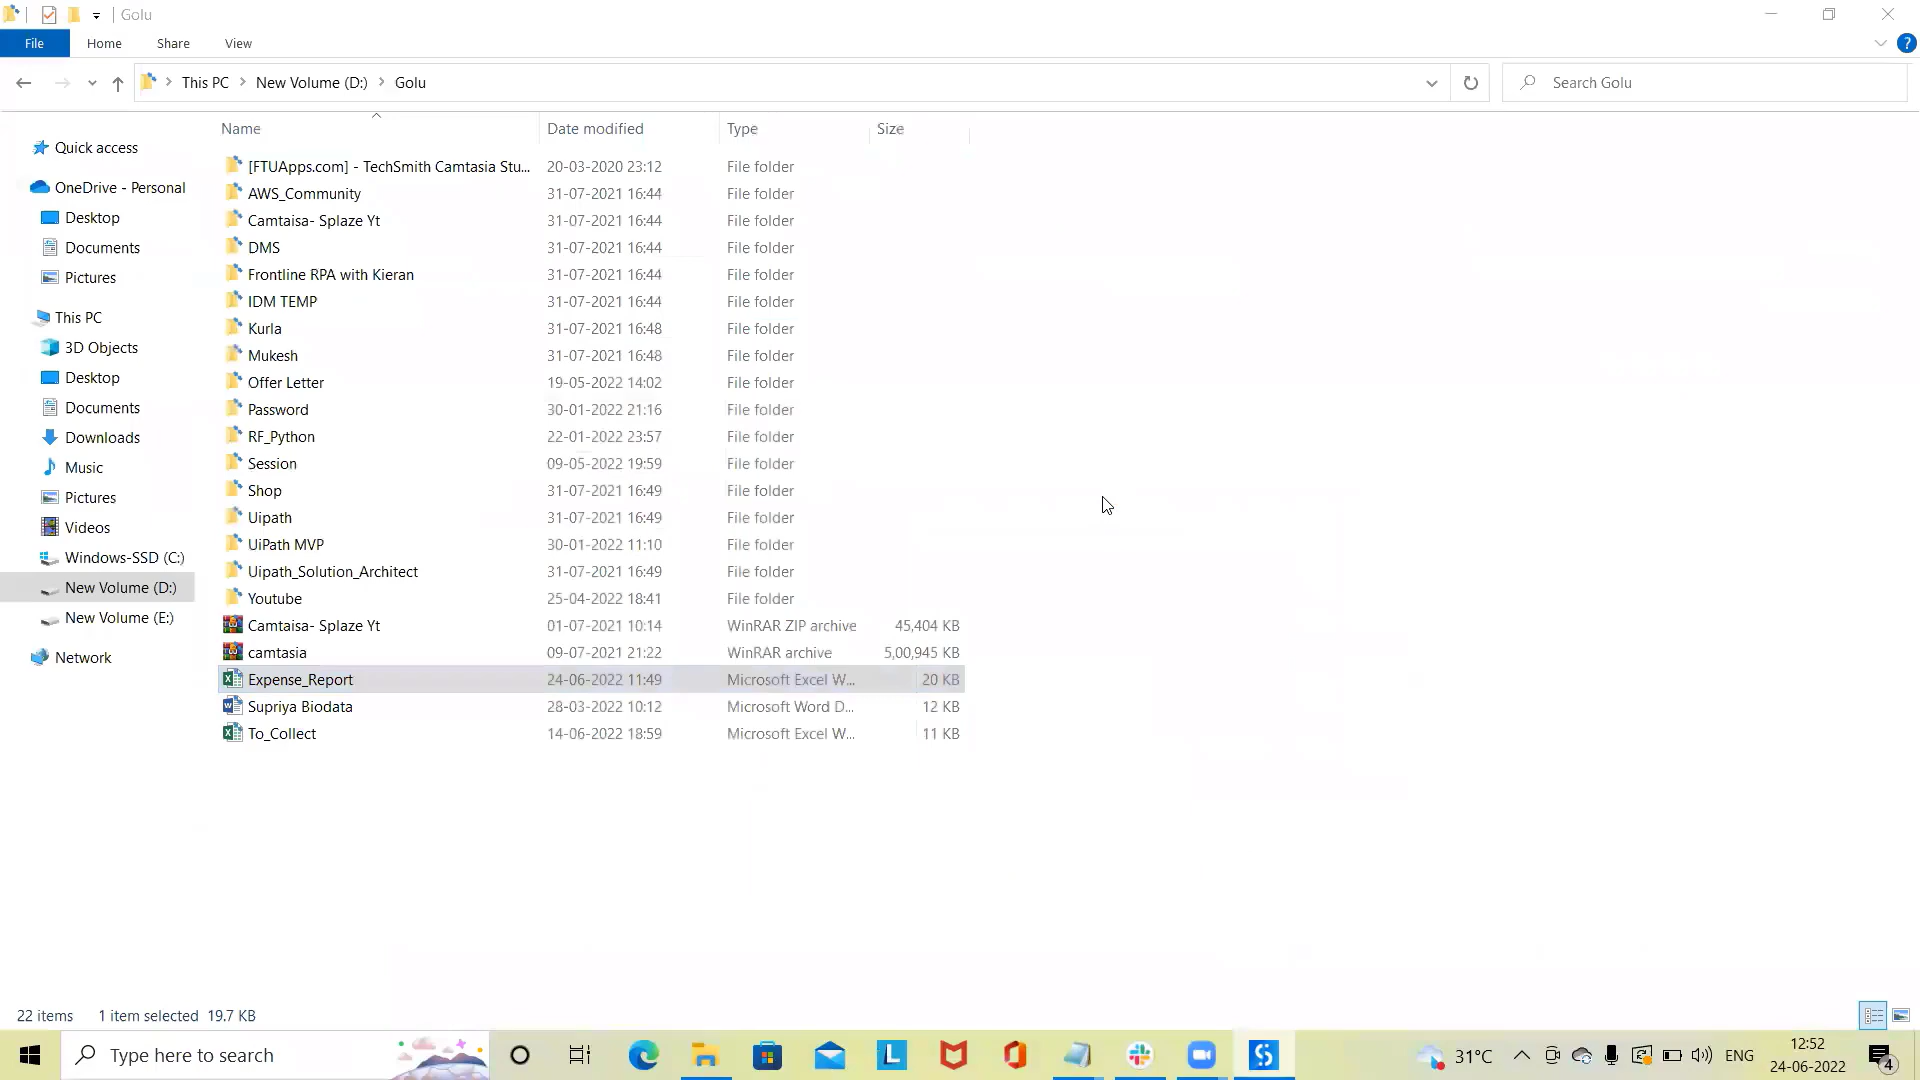 Golu
File Home Share View
This PC New Volume (D:) Golu
Search Golu
Name Date modified Type Size
Quick access
OneDrive - Personal
Desktop
Documents
Pictures
This PC
3D Objects
Desktop
Documents
Downloads
Music
Pictures
Videos
Windows-SSD (C:)
New Volume (D:)
New Volume (E:)
Network
[FTUApps.com] - TechSmith Camtasia Stu... 20-03-2020 23:12 File folder
AWS_Community 31-07-2021 16:44 File folder
Camtaisa- Splaze Yt 31-07-2021 16:44 File folder
DMS 31-07-2021 16:44 File folder
Frontline RPA with Kieran 31-07-2021 16:44 File folder
IDM TEMP 31-07-2021 16:44 File folder
Kurla 31-07-2021 16:48 File folder
Mukesh 31-07-2021 16:48 File folder
Offer Letter 19-05-2022 14:02 File folder
Password 30-01-2022 21:16 File folder
RF_Python 22-01-2022 23:57 File folder
Session 09-05-2022 19:59 File folder
Shop 31-07-2021 16:49 File folder
Uipath 31-07-2021 16:49 File folder
UiPath MVP 30-01-2022 11:10 File folder
Uipath_Solution_Architect 31-07-2021 16:49 File folder
Youtube 25-04-2022 18:41 File folder
Camtaisa- Splaze Yt 01-07-2021 10:14 WinRAR ZIP archive 45,404 KB
camtasia 09-07-2021 21:22 WinRAR archive 5,00,945 KB
Expense_Report 24-06-2022 11:49 Microsoft Excel W... 20 KB
Supriya Biodata 28-03-2022 10:12 Microsoft Word D... 12 KB
To_Collect 14-06-2022 18:59 Microsoft Excel W... 11 KB
22 items 1 item selected 19.7 KB
Type here to search
31°C ENG
12:52
24-06-2022
4